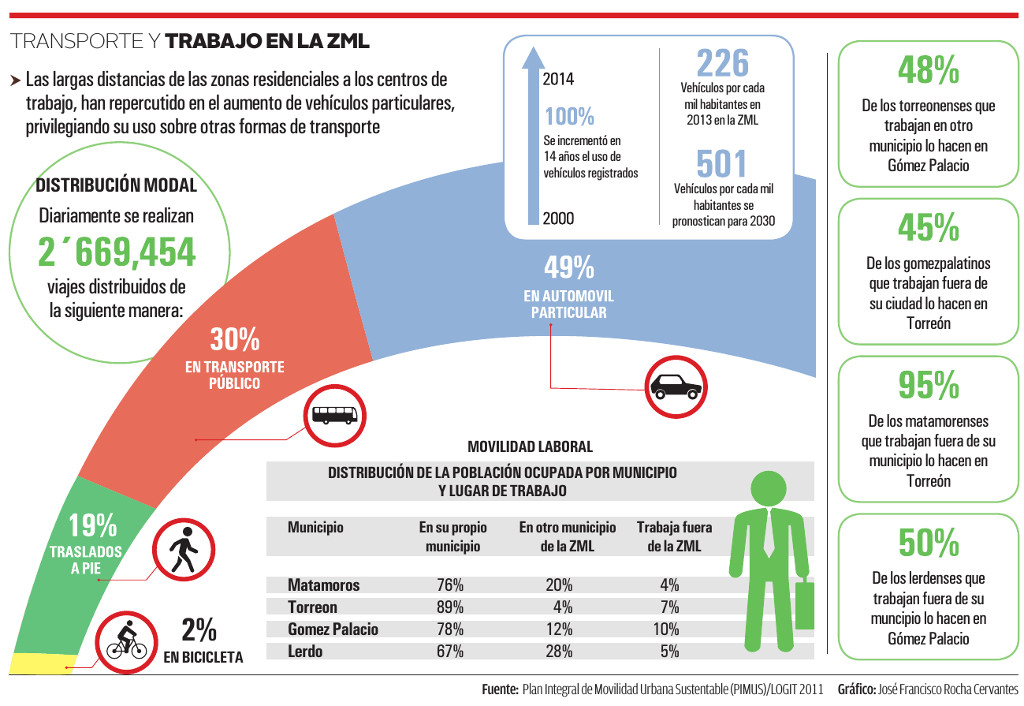 TRANSPORTE Y TRABAJO EN LA ZML
Las largas distancias de las zonas residenciales a los centros de
trabajo, han repercutido en el aumento de vehículos particulares,
privilegiando su uso sobre otras formas de transporte
DISTRIBUCIÓN MODAL
Diariamente se realizan
2´669,454
viajes distribuidos de
la siguiente manera:
2014
100%
Se incrementó en
14 años el uso de
vehículos registrados
2000
226
Vehículos por cada
mil habitantes en
2013 en la ZML
501
Vehículos por cada mil
habitantes se
pronostican para 2030
49%
EN AUTOMOVIL
PARTICULAR
30%
EN TRANSPORTE
PÚBLICO
19%
TRASLADOS
A PIE
2%
EN BICICLETA
MOVILIDAD LABORAL
DISTRIBUCIÓN DE LA POBLACIÓN OCUPADA POR MUNICIPIO
Y LUGAR DE TRABAJO
Municipio En su propio En otro municipio Trabaja fuera
municipio de la ZML de la ZML
Matamoros 76% 20% 4%
Torreon 89% 4% 7%
Gomez Palacio 78% 12% 10%
Lerdo 67% 28% 5%
48%
De los torreonenses que
trabajan en otro
municipio lo hacen en
Gómez Palacio
45%
De los gomezpalatinos
que trabajan fuera de
su ciudad lo hacen en
Torreón
95%
De los matamorenses
que trabajan fuera de su
municipio lo hacen en
Torreón
50%
De los lerdenses que
trabajan fuera de su
muncipio lo hacen en
Gómez Palacio
Fuente: Plan Integral de Movilidad Urbana Sustentable (PIMUS)/LOGIT 2011 Gráfico: José Francisco Rocha Cervantes